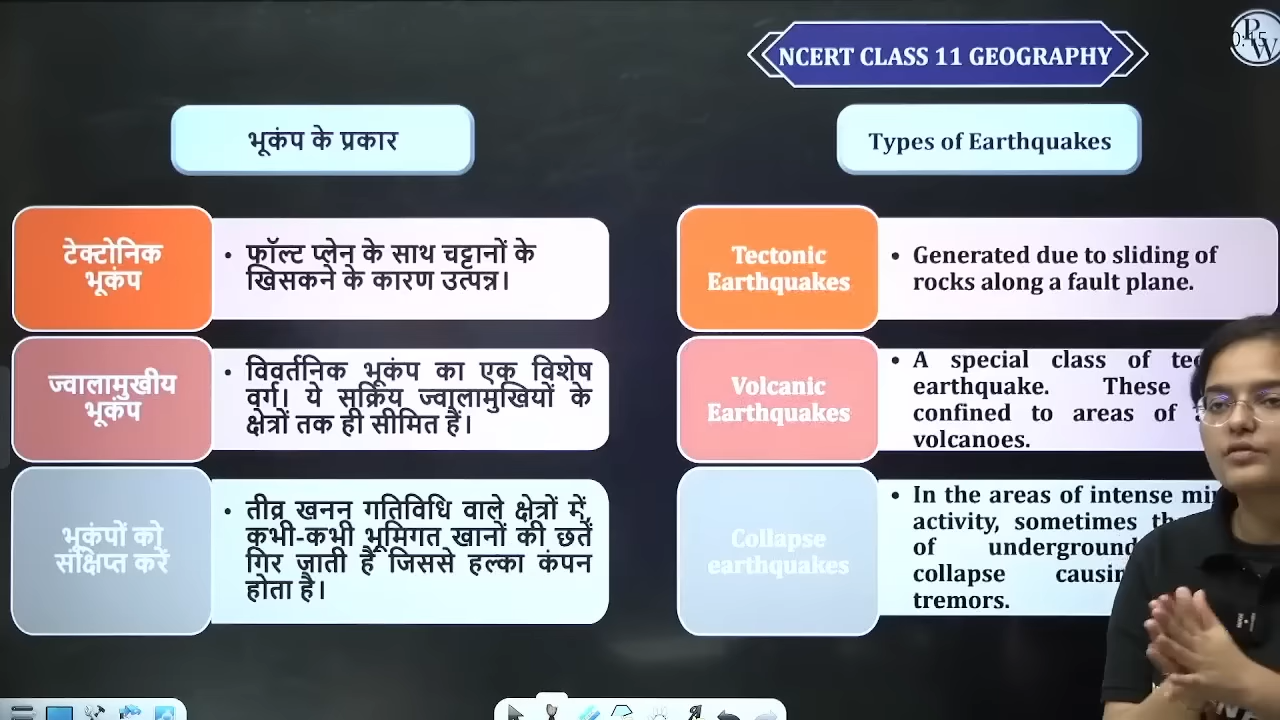 NCERT CLASS 11 GEOGRAPHY
PW
भूकंप के प्रकार
टेक्टोनिक
भूकंप
• फॉल्ट प्लेन के साथ चट्टानों के
खिसकने के कारण उत्पन्न।
ज्वालामुखीय
भूकंप
• विवर्तनिक भूकंप का एक विशेष
वर्ग। ये सक्रिय ज्वालामुखियों के
क्षेत्रों तक ही सीमित हैं।
भूकंपों को
संक्षिप्त करें
• तीव्र खनन गतिविधि वाले क्षेत्रों में,
कभी-कभी भूमिगत खानों की छतें
गिर जाती हैं जिससे हल्का कंपन
होता है।
Types of Earthquakes
Tectonic
Earthquakes
• Generated due to sliding of
rocks along a fault plane.
Volcanic
Earthquakes
• A special class of
earthquake. These
confined to areas of
volcanoes.
Collapse
earthquakes
• In the areas of intense
activity, sometimes
of underground
collapse
tremors.